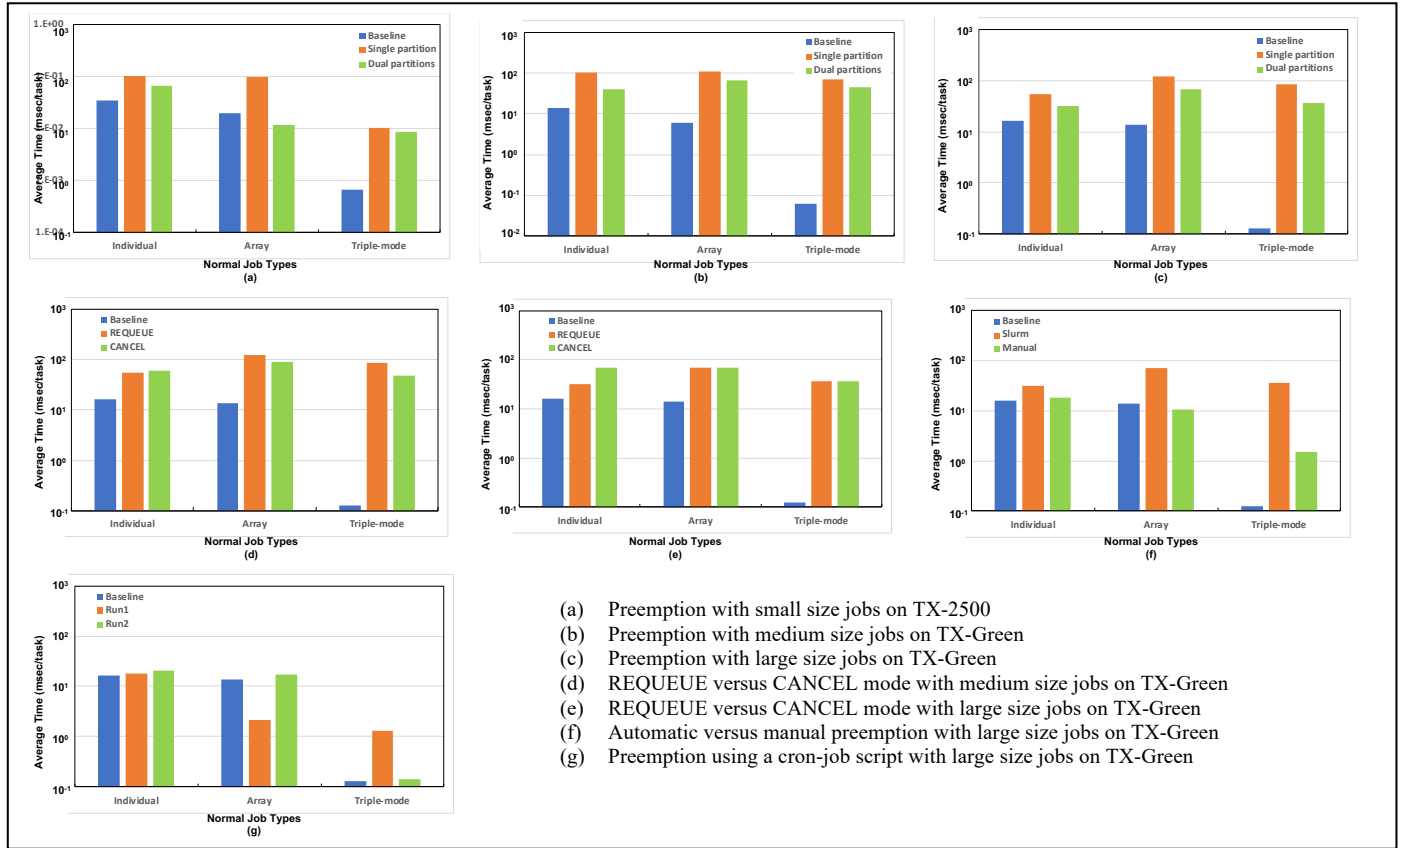 1.E+00
10³
1.E-01
10²
1.E-02
10¹
1.E-03
10⁰
1.E-04
10⁻¹
Average Time (msec/task)
Baseline
Single partition
Dual partitions
Individual Array Triple-mode
Normal Job Types
(a)
10³
10²
10¹
10⁰
10⁻¹
10⁻²
Average Time (msec/task)
Baseline
Single partition
Dual partitions
Individual Array Triple-mode
Normal Job Types
(b)
10³
10²
10¹
10⁰
10⁻¹
Average Time (msec/task)
Baseline
Single partition
Dual partitions
Individual Array Triple-mode
Normal Job Types
(c)
10³
10²
10¹
10⁰
10⁻¹
Average Time (msec/task)
Baseline
REQUEUE
CANCEL
Individual Array Triple-mode
Normal Job Types
(d)
10³
10²
10¹
10⁰
10⁻¹
Average Time (msec/task)
Baseline
REQUEUE
CANCEL
Individual Array Triple-mode
Normal Job Types
(e)
10³
10²
10¹
10⁰
10⁻¹
Average Time (msec/task)
Baseline
Slurm
Manual
Individual Array Triple-mode
Normal Job Types
(f)
10³
10²
10¹
10⁰
10⁻¹
Average Time (msec/task)
Baseline
Run1
Run2
Individual Array Triple-mode
Normal Job Types
(g)
(a) Preemption with small size jobs on TX-2500
(b) Preemption with medium size jobs on TX-Green
(c) Preemption with large size jobs on TX-Green
(d) REQUEUE versus CANCEL mode with medium size jobs on TX-Green
(e) REQUEUE versus CANCEL mode with large size jobs on TX-Green
(f) Automatic versus manual preemption with large size jobs on TX-Green
(g) Preemption using a cron-job script with large size jobs on TX-Green